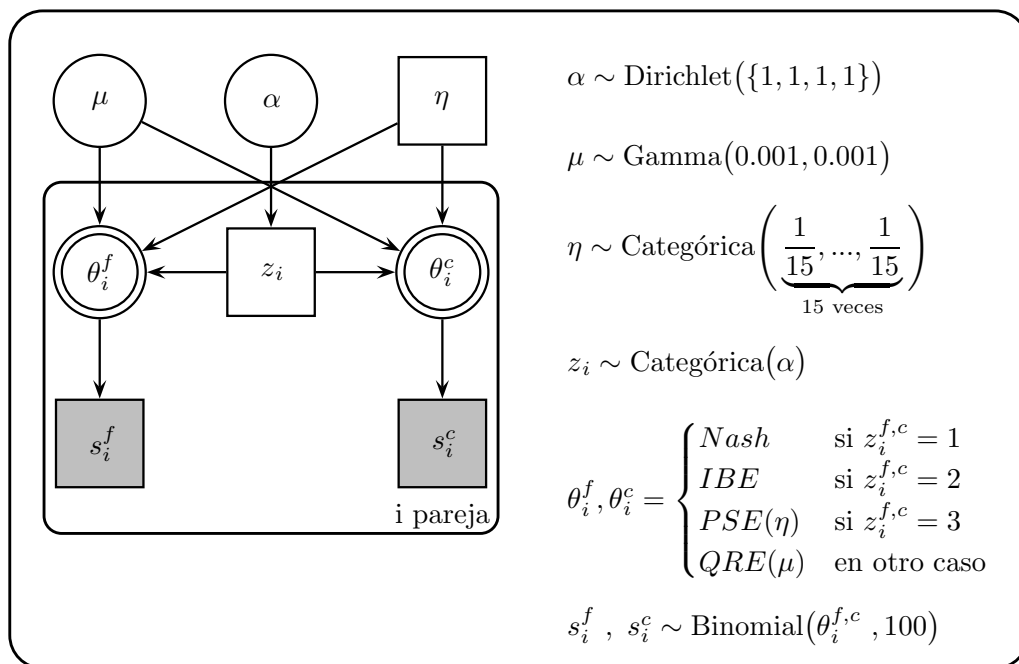 μ
α
η
θ_i^f
z_i
θ_i^c
s_i^f
s_i^c
i pareja
α ∼ Dirichlet({1, 1, 1, 1})
μ ∼ Gamma(0.001, 0.001)
η ∼ Categórica(1/15, ..., 1/15)
15 veces
z_i ∼ Categórica(α)
θ_i^f, θ_i^c = {
Nash si z_i^{f,c} = 1
IBE si z_i^{f,c} = 2
PSE(η) si z_i^{f,c} = 3
QRE(μ) en otro caso
s_i^f , s_i^c ∼ Binomial(θ_i^{f,c} , 100)